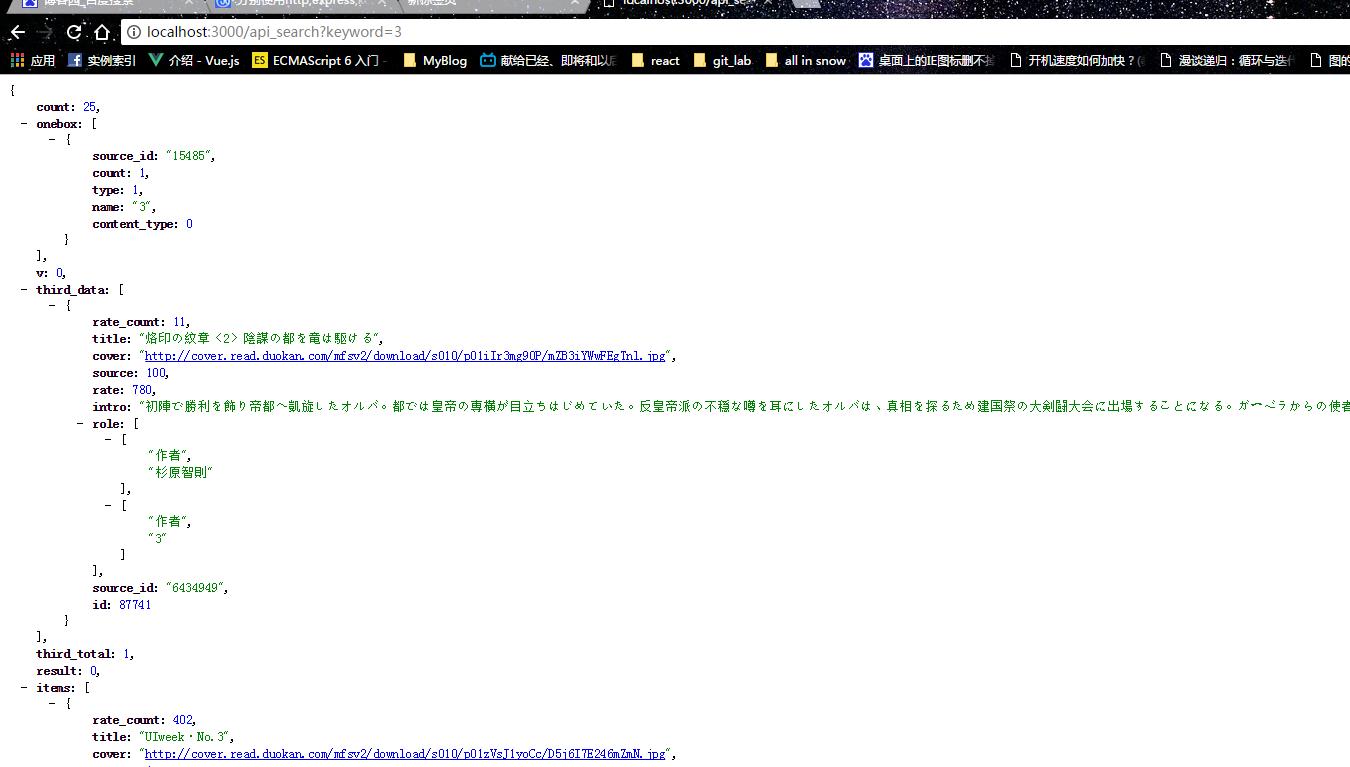 博客园_百度搜索
分别使用http,express,
新标签页
localhost:3000/api_se
localhost:3000/api_search?keyword=3
应用 实例索引 介绍 - Vue.js ES ECMAScript 6 入门 - MyBlog 献给已经、即将和以 react git_lab all in snow 桌面上的IE图标删不掉 开机速度如何加快？( 漫谈递归：循环与迭 图的
{
count: 25,
- onebox: [
- {
source_id: "15485",
count: 1,
type: 1,
name: "3",
content_type: 0
}
],
v: 0,
- third_data: [
- {
rate_count: 11,
title: "烙印の紋章〈2〉陰謀の都を竜は駆ける",
cover: "http://cover.read.duokan.com/mfsv2/download/s010/p01iIr3mg90P/mZB3iYWwFEgTnl.jpg",
source: 100,
rate: 780,
intro: "初陣で勝利を飾り帝都へ凱旋したオルバ。都では皇帝の専横が目立ちはじめていた。反皇帝派の不穏な噂を耳にしたオルバは、真相を探るため建国祭の大剣闘大会に出場することになる。ガーベラからの使者
- role: [
- [
"作者",
"杉原智則"
],
- [
"作者",
"3"
]
],
source_id: "6434949",
id: 87741
}
],
third_total: 1,
result: 0,
- items: [
- {
rate_count: 402,
title: "UIweek·No.3",
cover: "http://cover.read.duokan.com/mfsv2/download/s010/p01zVsJ1yoCc/D5j6I7E246mZmN.jpg",